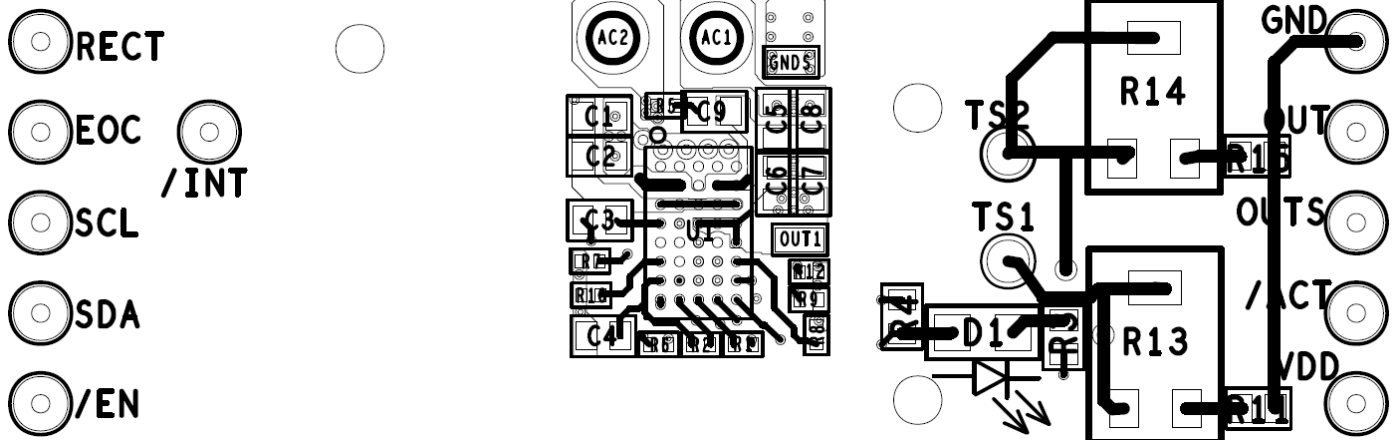 RECT
EOC
/INT
SCL
SDA
/EN
AC2
AC1
GNDS
C1
R5
C9
C5
C8
C2
C6
C7
C3
U1
OUT1
R7
R12
R16
R9
C4
R6
R2
R1
R8
GND
R14
TS2
OUT
R15
TS1
OUTS
/ACT
R4
D1
R3
R13
VDD
R11